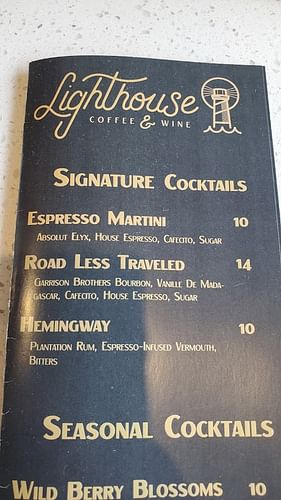 Lighthouse
COFFEE & WINE
SIGNATURE COCKTAILS
ESPRESSO MARTINI 10
ABSOLUT ELYX, HOUSE ESPRESSO, CAFECITO, SUGAR
ROAD LESS TRAVELED 14
GARRISON BROTHERS BOURBON, VANILLE DE MADA-
GASCAR, CAFECITO, HOUSE ESPRESSO, SUGAR
HEMINGWAY 10
PLANTATION RUM, ESPRESSO-INFUSED VERMOUTH,
BITTERS
SEASONAL COCKTAILS
WILD BERRY BLOSSOMS 10